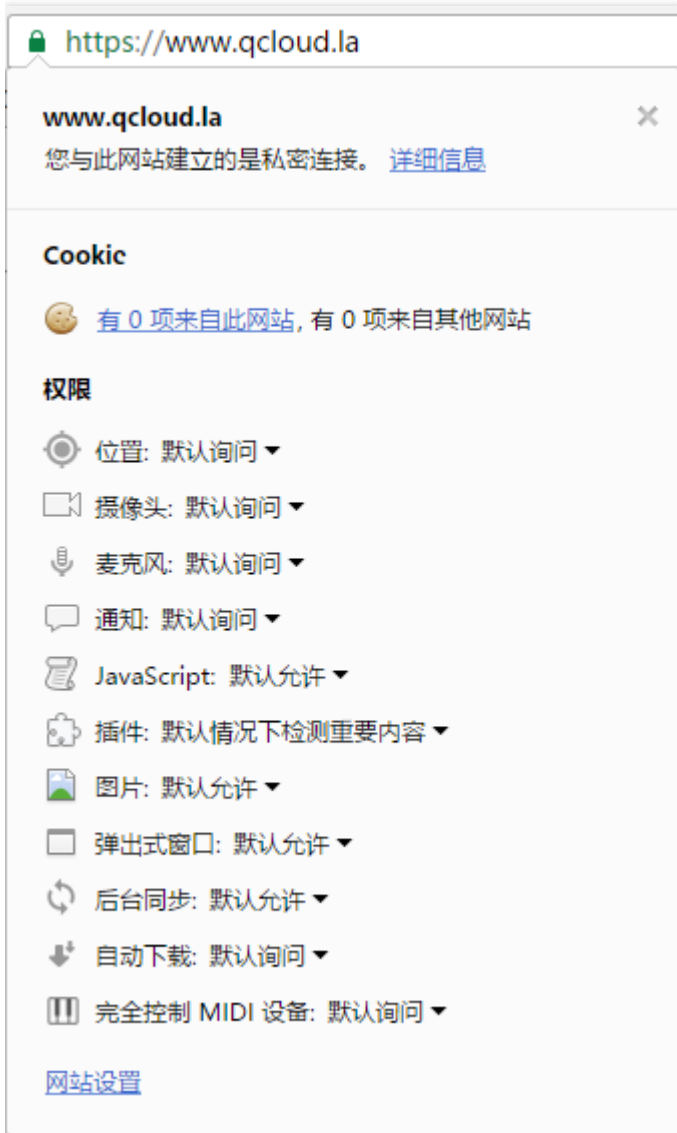 https://www.qcloud.la
www.qcloud.la
您与此网站建立的是私密连接。 详细信息
Cookie
有 0 项来自此网站, 有 0 项来自其他网站
权限
位置: 默认询问
摄像头: 默认询问
麦克风: 默认询问
通知: 默认询问
JavaScript: 默认允许
插件: 默认情况下检测重要内容
图片: 默认允许
弹出式窗口: 默认允许
后台同步: 默认允许
自动下载: 默认询问
完全控制 MIDI 设备: 默认询问
网站设置